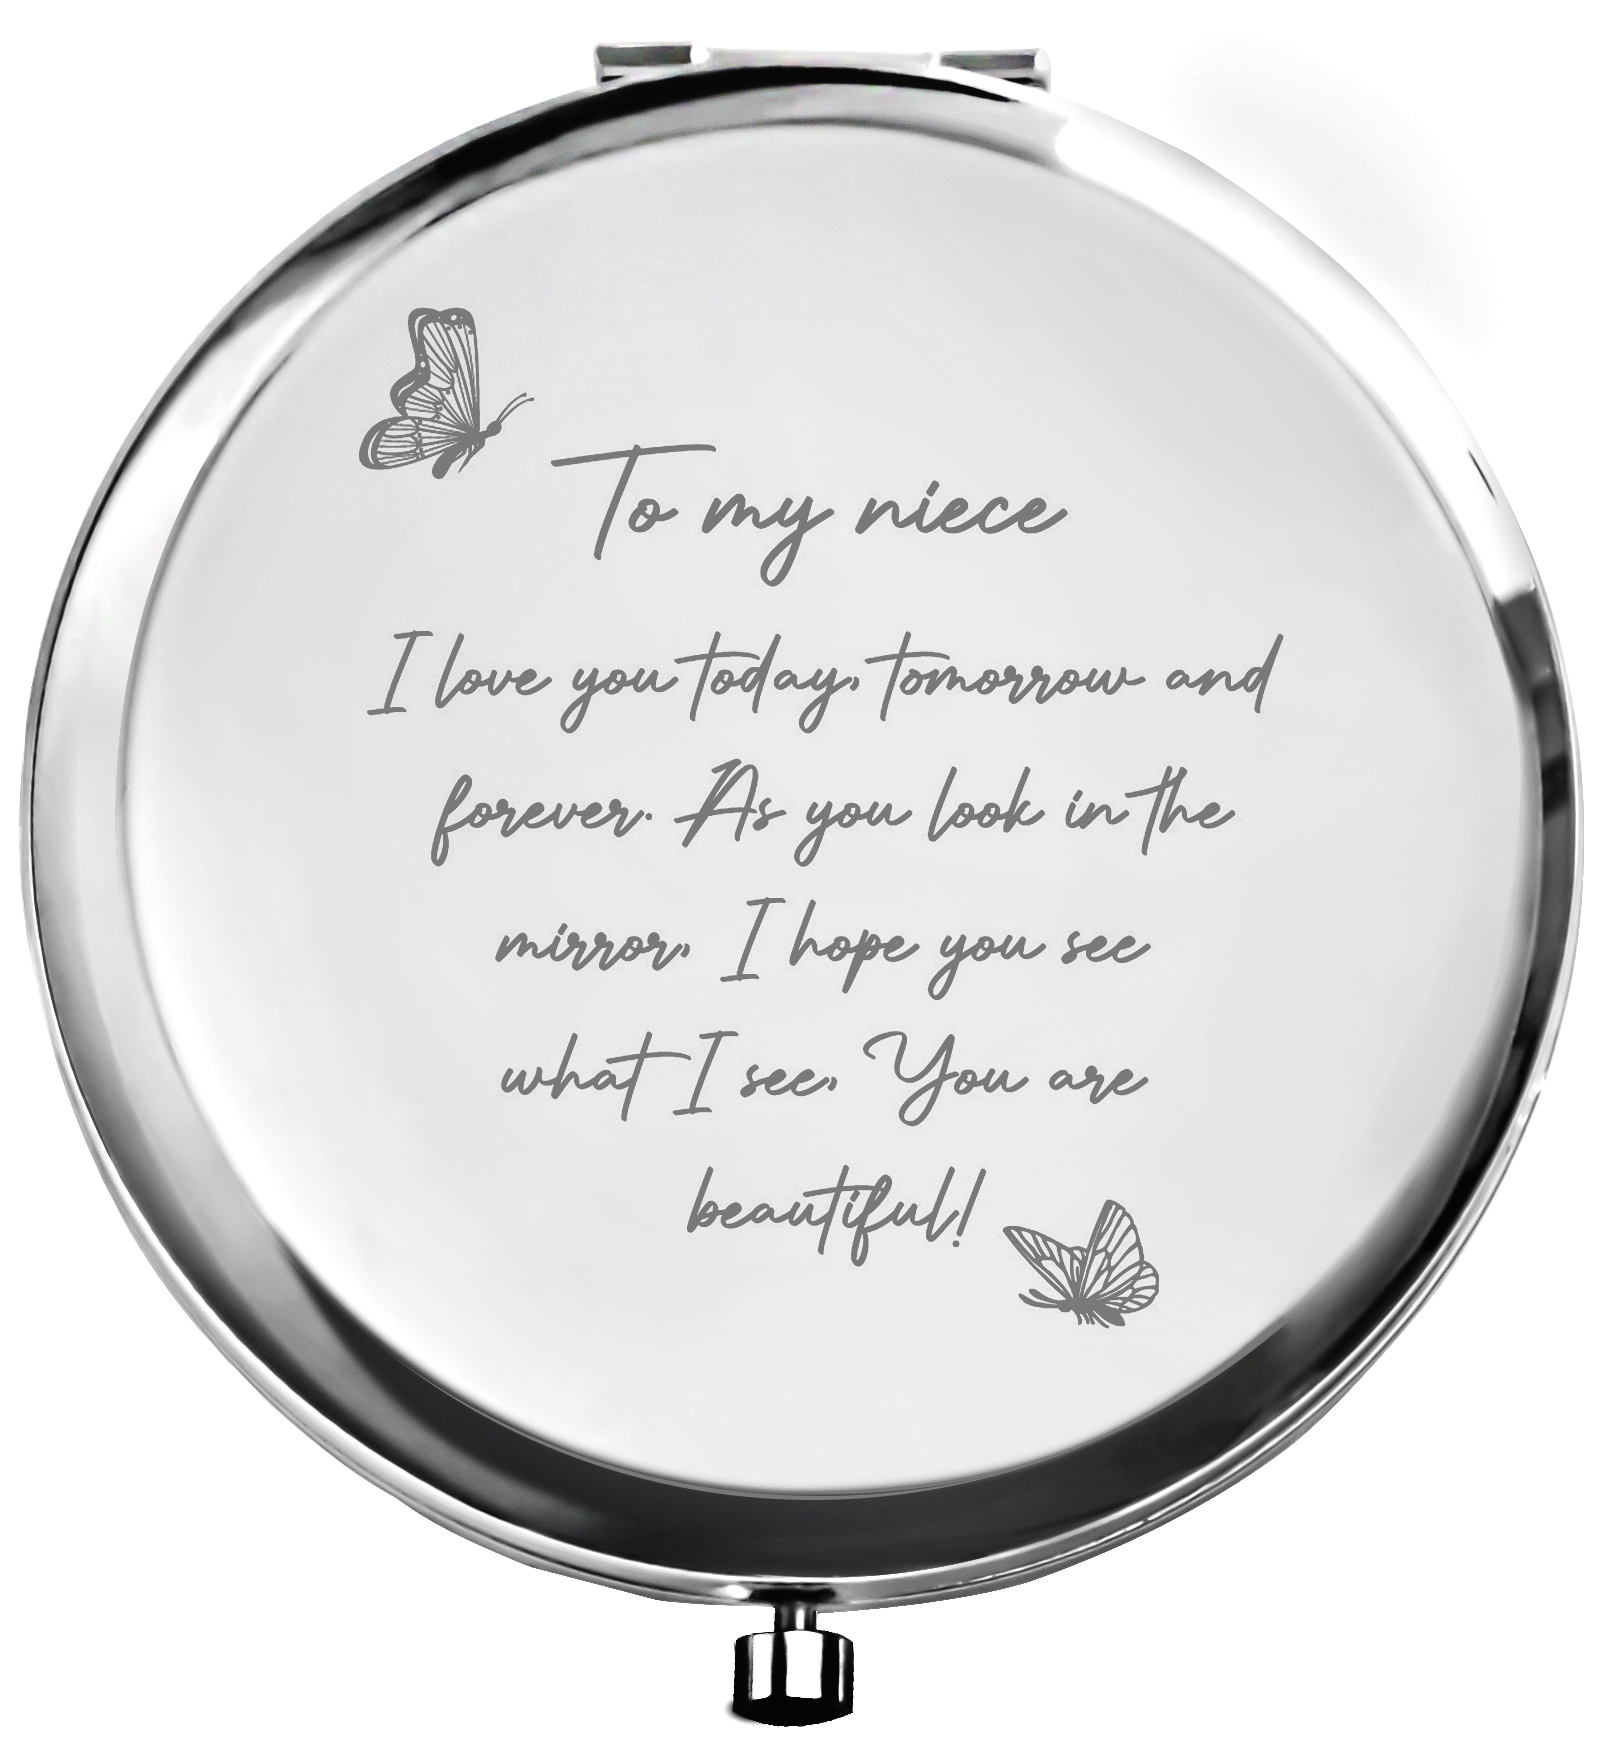 To my niece
I love you today, tomorrow and
forever. As you look in the
mirror, I hope you see
what I see, You are
beautiful!